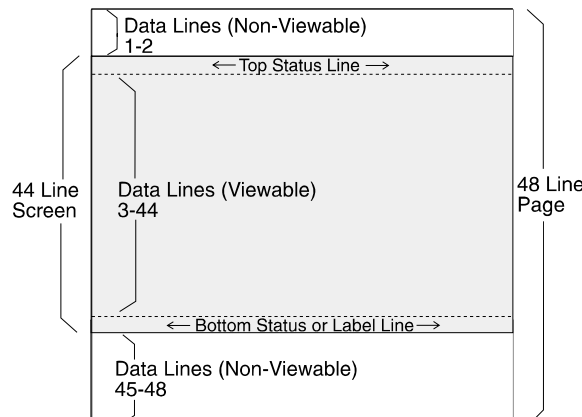 Data Lines (Non-Viewable)
1-2
Top Status Line
44 Line
Screen
Data Lines (Viewable)
3-44
48 Line
Page
Bottom Status or Label Line
Data Lines (Non-Viewable)
45-48